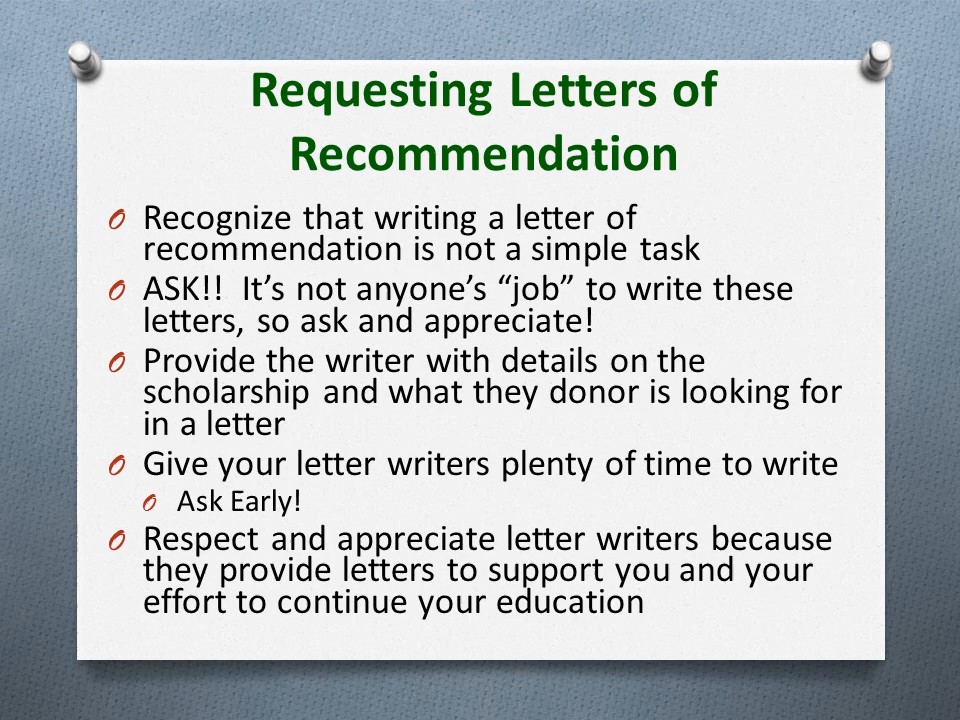 Requesting Letters of
Recommendation
Recognize that writing a letter of
recommendation is not a simple task
ASK!! It’s not anyone’s “job” to write these
letters, so ask and appreciate!
Provide the writer with details on the
scholarship and what they donor is looking for
in a letter
Give your letter writers plenty of time to write
Ask Early!
Respect and appreciate letter writers because
they provide letters to support you and your
effort to continue your education